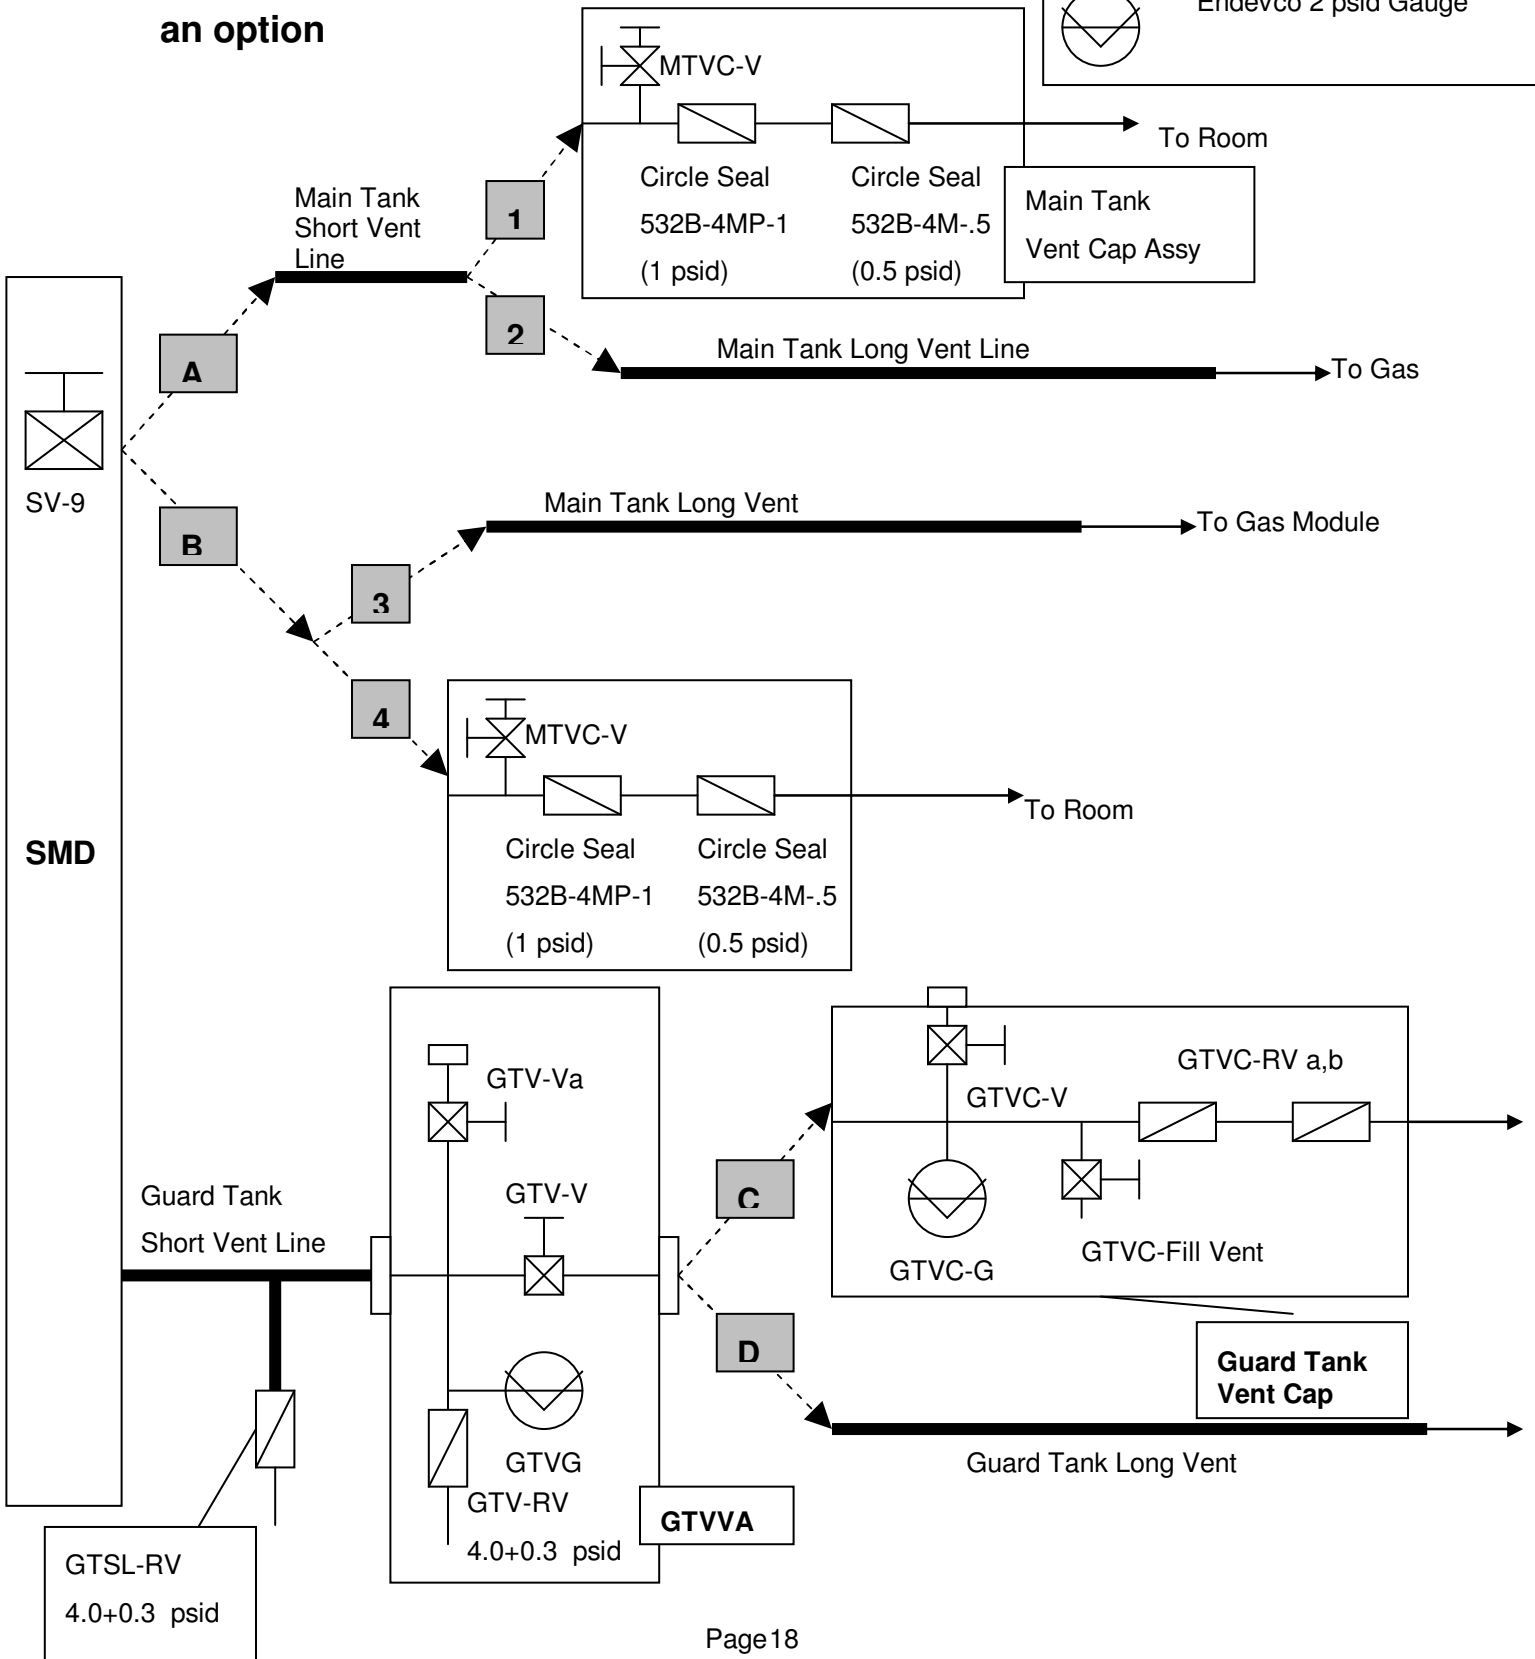 an option
Endevco 2 psid Gauge
MTVC-V
To Room
Circle Seal
532B-4MP-1
(1 psid)
Circle Seal
532B-4M-.5
(0.5 psid)
Main Tank
Vent Cap Assy
Main Tank
Short Vent
Line
1
2
A
Main Tank Long Vent Line
To Gas
SV-9
Main Tank Long Vent
To Gas Module
B
3
4
MTVC-V
To Room
Circle Seal
532B-4MP-1
(1 psid)
Circle Seal
532B-4M-.5
(0.5 psid)
SMD
GTV-Va
GTVC-V
GTVC-RV a,b
Guard Tank
Short Vent Line
GTV-V
C
GTVC-G
GTVC-Fill Vent
D
Guard Tank
Vent Cap
GTVG
GTV-RV
4.0+0.3 psid
GTVVA
Guard Tank Long Vent
GTSL-RV
4.0+0.3 psid
Page18